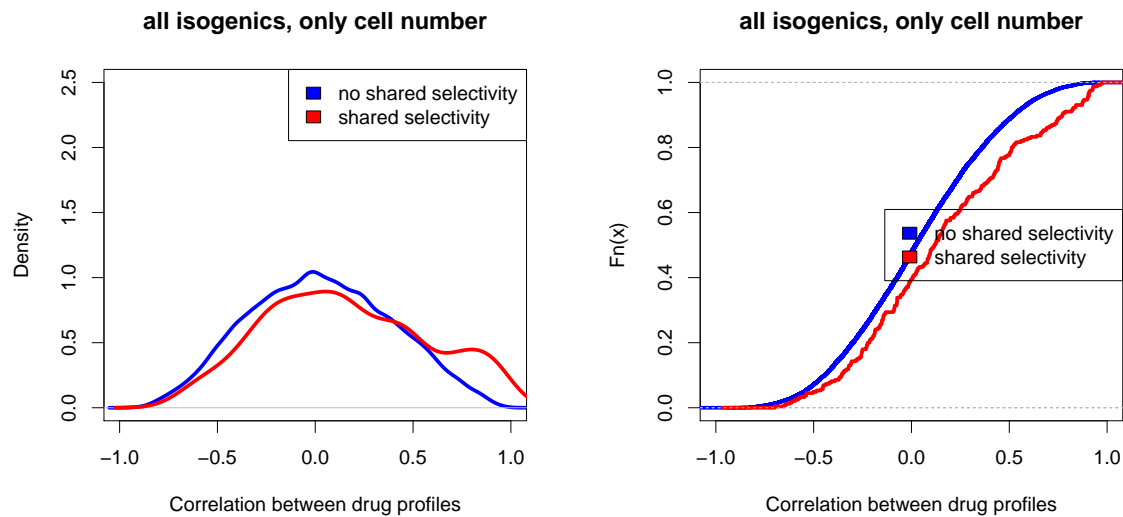 all isogenics, only cell number
Density
2.5
2.0
1.5
1.0
0.5
0.0
no shared selectivity
shared selectivity
−1.0 −0.5 0.0 0.5 1.0
Correlation between drug profiles
all isogenics, only cell number
Fn(x)
1.0
0.8
0.6
0.4
0.2
0.0
no shared selectivity
shared selectivity
−1.0 −0.5 0.0 0.5 1.0
Correlation between drug profiles